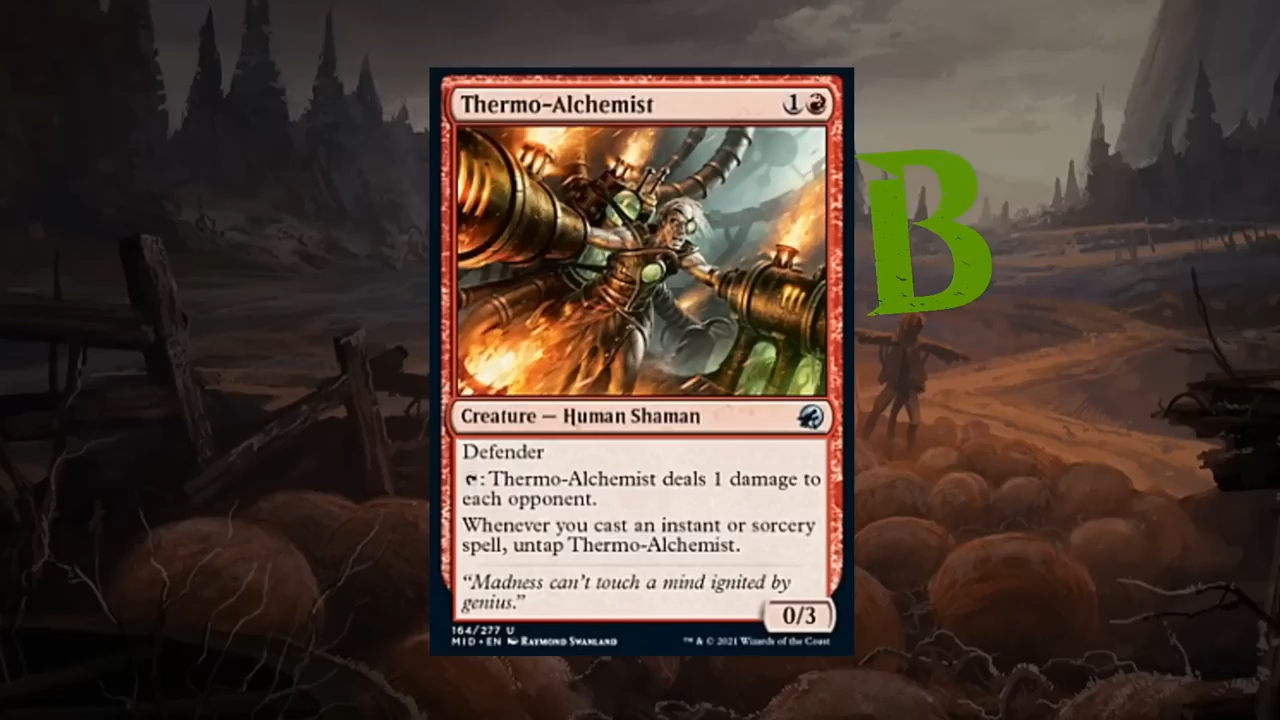 Thermo-Alchemist 1
B
Creature — Human Shaman
Defender
: Thermo-Alchemist deals 1 damage to
each opponent.
Whenever you cast an instant or sorcery
spell, untap Thermo-Alchemist.
“Madness can’t touch a mind ignited by
genius.”
0/3
164/277 U
MID • EN Raymond Swanland ™ & © 2021 Wizards of the Coast